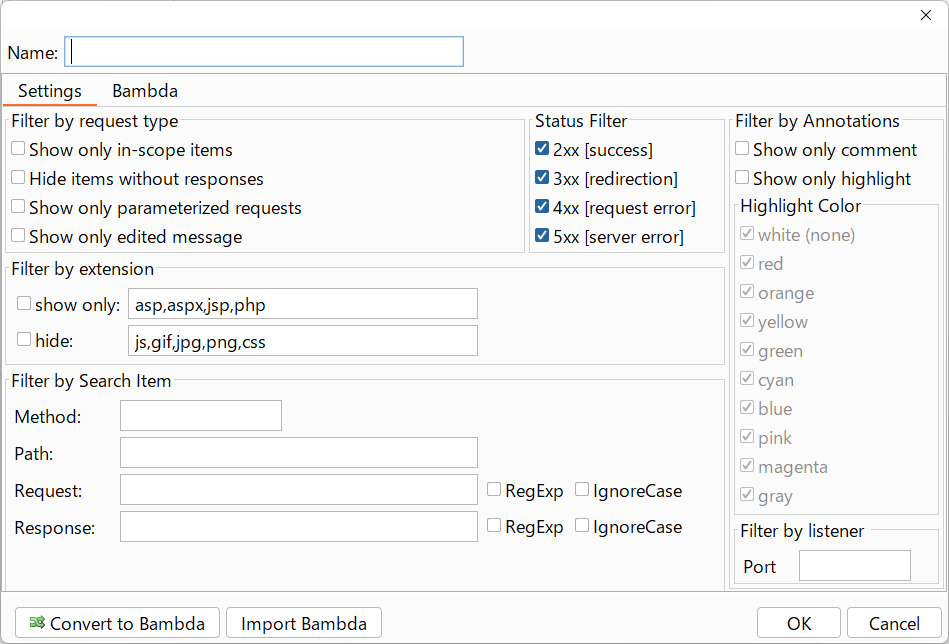 Name:
Settings
Bambda
Filter by request type
Show only in-scope items
Hide items without responses
Show only parameterized requests
Show only edited message
Status Filter
2xx [success]
3xx [redirection]
4xx [request error]
5xx [server error]
Filter by Annotations
Show only comment
Show only highlight
Highlight Color
white (none)
red
orange
yellow
green
cyan
blue
pink
magenta
gray
Filter by extension
show only: asp,aspx,jsp,php
hide: js,gif,jpg,png,css
Filter by Search Item
Method:
Path:
Request: RegExp IgnoreCase
Response: RegExp IgnoreCase
Filter by listener
Port
Convert to Bambda
Import Bambda
OK
Cancel